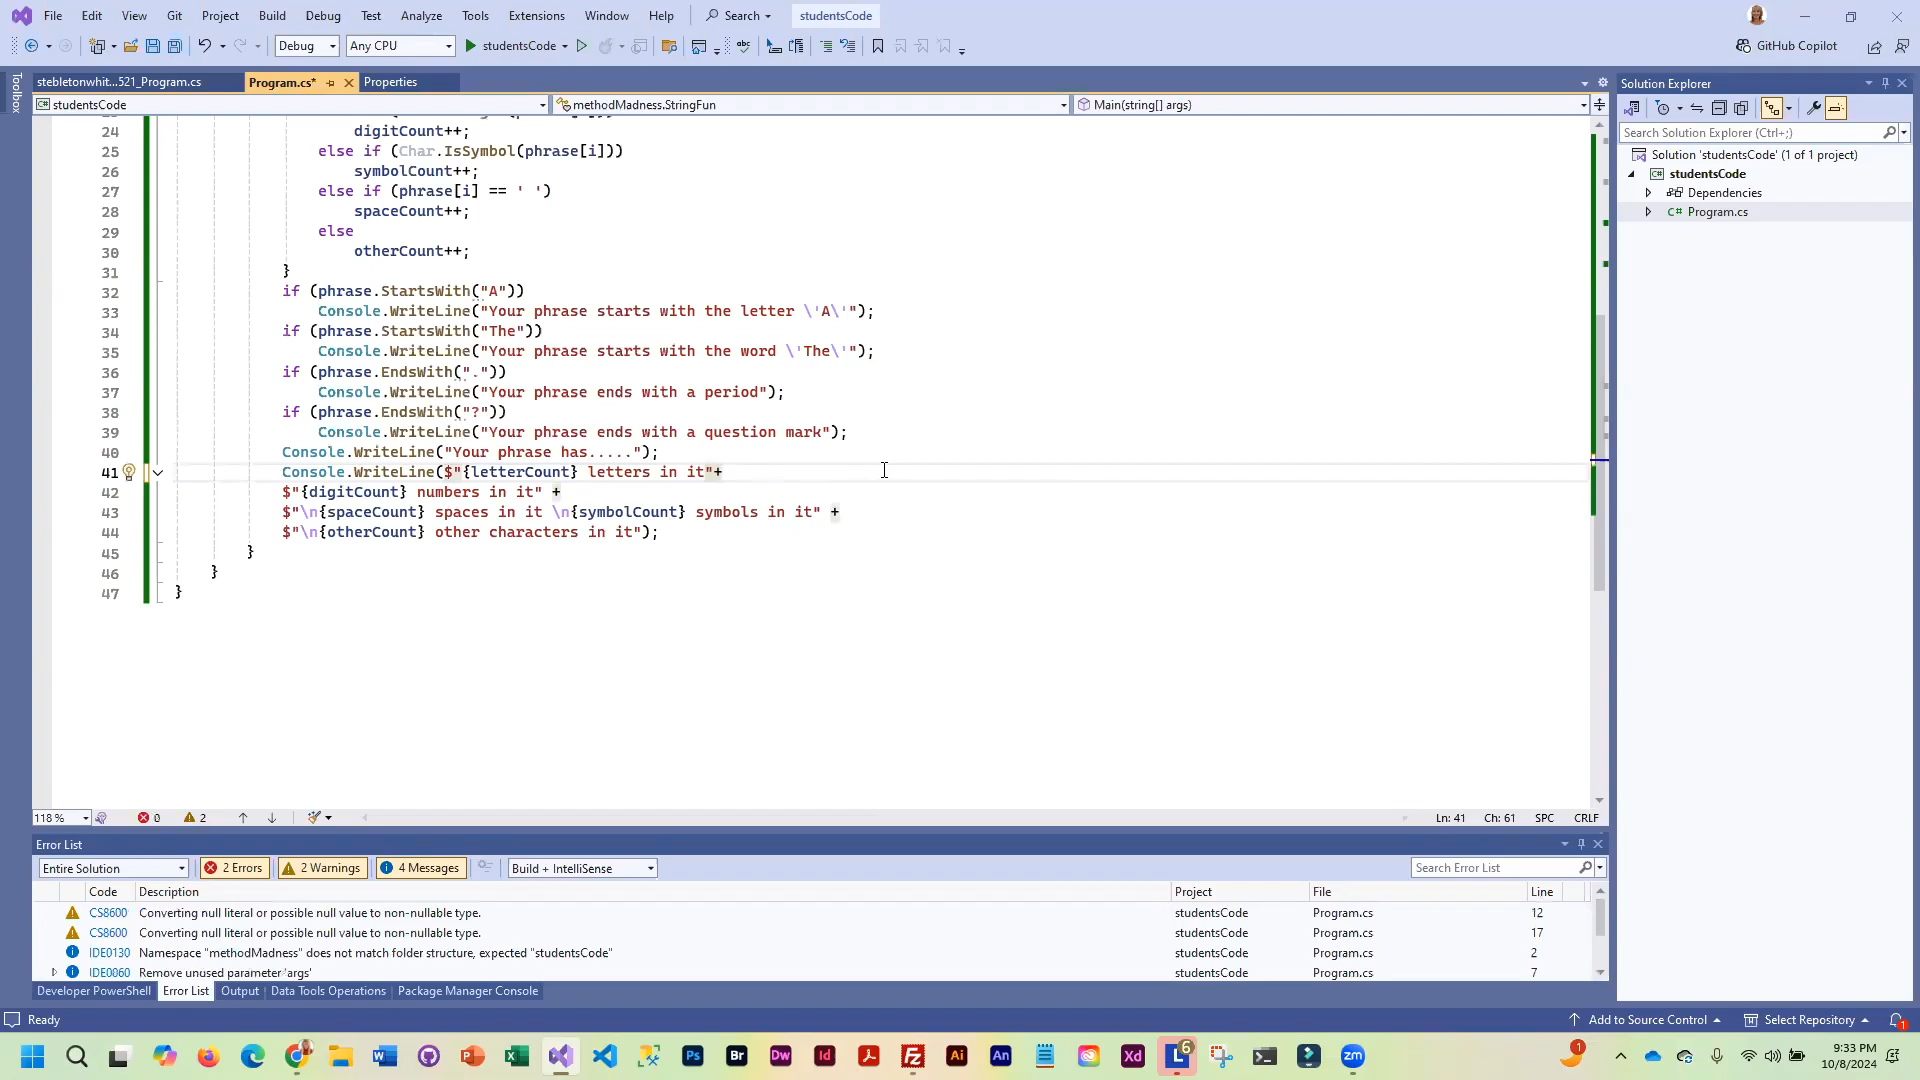 File Edit View Git Project Build Debug Test Analyze Tools Extensions Window Help Search studentsCode
Debug Any CPU studentsCode GitHub Copilot
Toolbox
stebletonwhit...521_Program.cs Program.cs* Properties
studentsCode methodMadness.StringFun Main(string[] args)
24 digitCount++;
25 else if (Char.IsSymbol(phrase[i]))
26 symbolCount++;
27 else if (phrase[i] == ' ')
28 spaceCount++;
29 else
30 otherCount++;
31 }
32 if (phrase.StartsWith("A"))
33 Console.WriteLine("Your phrase starts with the letter \'A\'");
34 if (phrase.StartsWith("The"))
35 Console.WriteLine("Your phrase starts with the word \'The\'");
36 if (phrase.EndsWith("."))
37 Console.WriteLine("Your phrase ends with a period");
38 if (phrase.EndsWith("?"))
39 Console.WriteLine("Your phrase ends with a question mark");
40 Console.WriteLine("Your phrase has.....");
41 Console.WriteLine($"{letterCount} letters in it"+
42 $"{digitCount} numbers in it" +
43 $"\n{spaceCount} spaces in it \n{symbolCount} symbols in it" +
44 $"\n{otherCount} other characters in it");
45 }
46 }
47 }
118 % 0 2 Ln: 41 Ch: 61 SPC CRLF
Solution Explorer
Search Solution Explorer (Ctrl+;)
Solution 'studentsCode' (1 of 1 project)
studentsCode
Dependencies
C# Program.cs
Error List
Entire Solution 2 Errors 2 Warnings 4 Messages Build + IntelliSense Search Error List
Code Description Project File Line
CS8600 Converting null literal or possible null value to non-nullable type. studentsCode Program.cs 12
CS8600 Converting null literal or possible null value to non-nullable type. studentsCode Program.cs 17
IDE0130 Namespace "methodMadness" does not match folder structure, expected "studentsCode" studentsCode Program.cs 2
IDE0060 Remove unused parameter 'args' studentsCode Program.cs 7
Developer PowerShell Error List Output Data Tools Operations Package Manager Console
Ready Add to Source Control Select Repository 1
Ps Br Dw Id Fz Ai An Xd L 6 zm 1
9:33 PM
10/8/2024